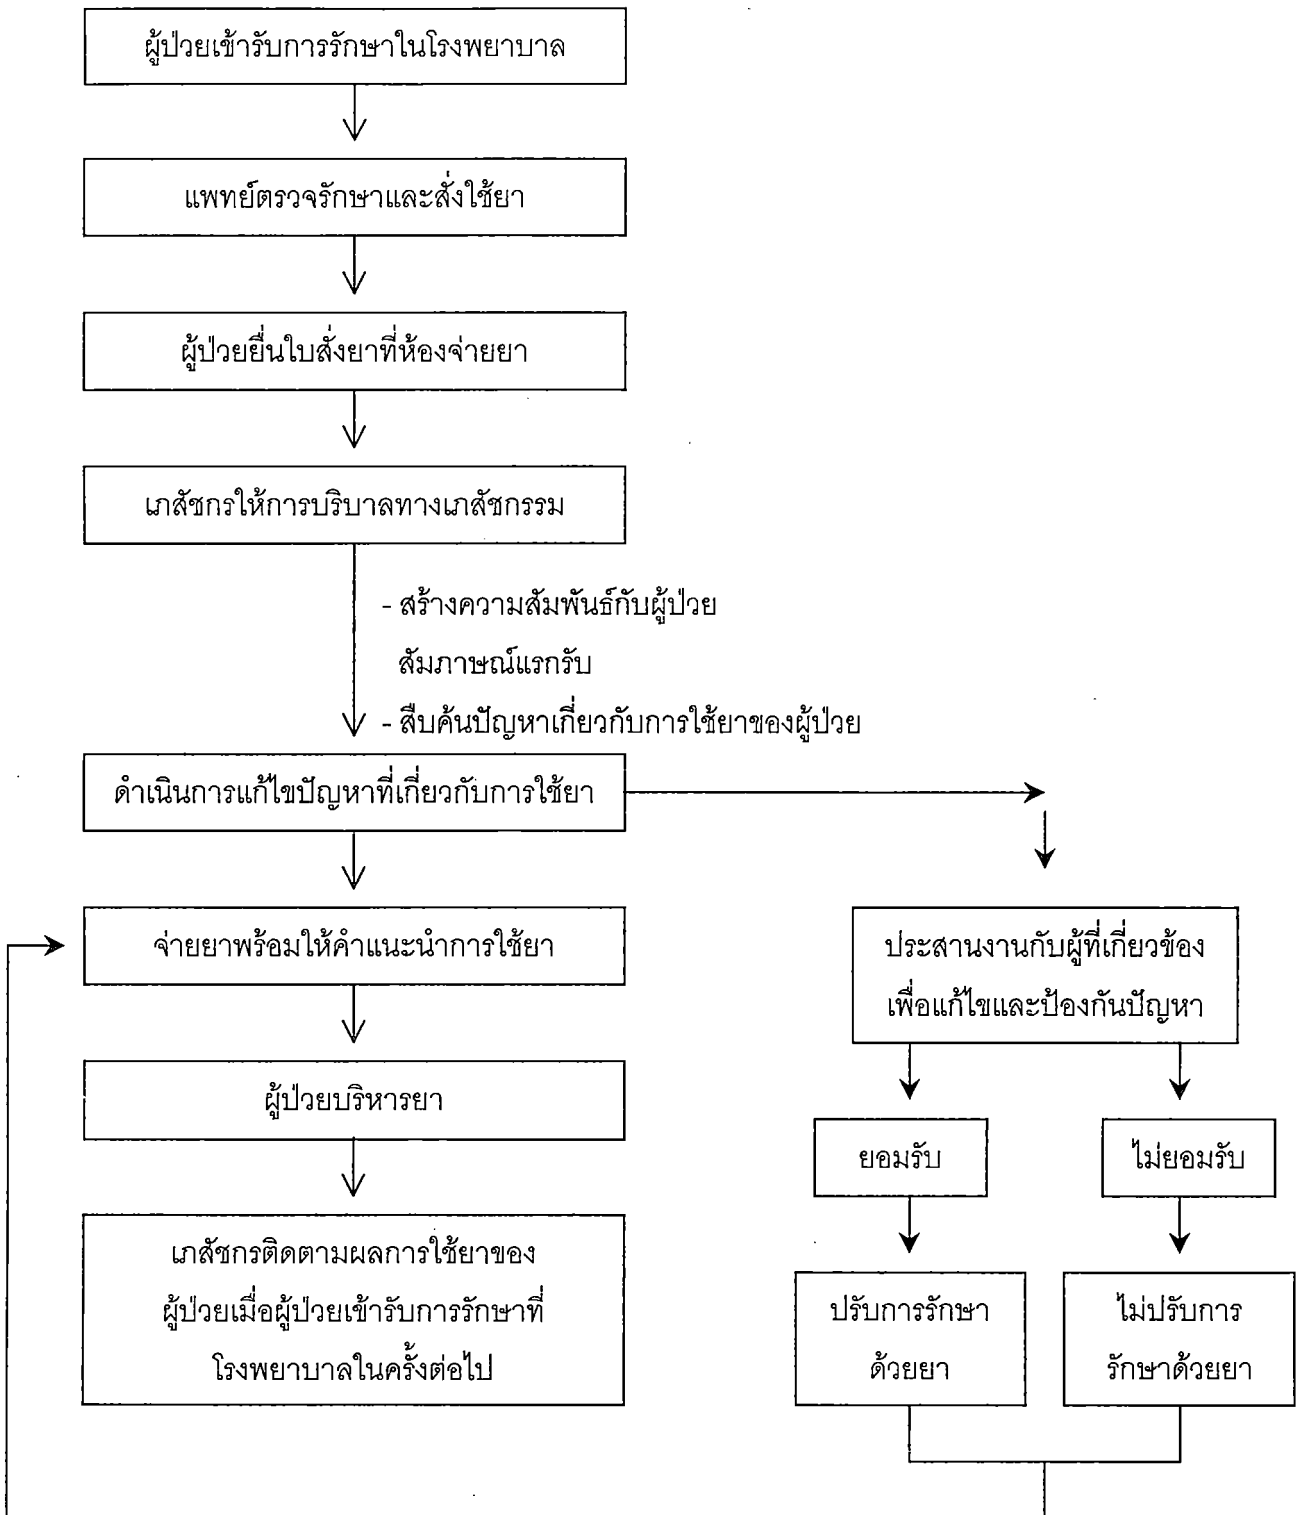 ผู้ป่วยเข้ารับการรักษาในโรงพยาบาล
แพทย์ตรวจรักษาและสั่งใช้ยา
ผู้ป่วยยื่นใบสั่งยาที่ห้องจ่ายยา
เภสัชกรให้การบริบาลทางเภสัชกรรม
- สร้างความสัมพันธ์กับผู้ป่วย
สัมภาษณ์แรกรับ
- สืบค้นปัญหาเกี่ยวกับการใช้ยาของผู้ป่วย
ดำเนินการแก้ไขปัญหาที่เกี่ยวกับการใช้ยา
จ่ายยาพร้อมให้คำแนะนำการใช้ยา
ผู้ป่วยบริหารยา
เภสัชกรติดตามผลการใช้ยาของ
ผู้ป่วยเมื่อผู้ป่วยเข้ารับการรักษาที่
โรงพยาบาลในครั้งต่อไป
ประสานงานกับผู้ที่เกี่ยวข้อง
เพื่อแก้ไขและป้องกันปัญหา
ยอมรับ
ไม่ยอมรับ
ปรับการรักษา
ด้วยยา
ไม่ปรับการ
รักษาด้วยยา